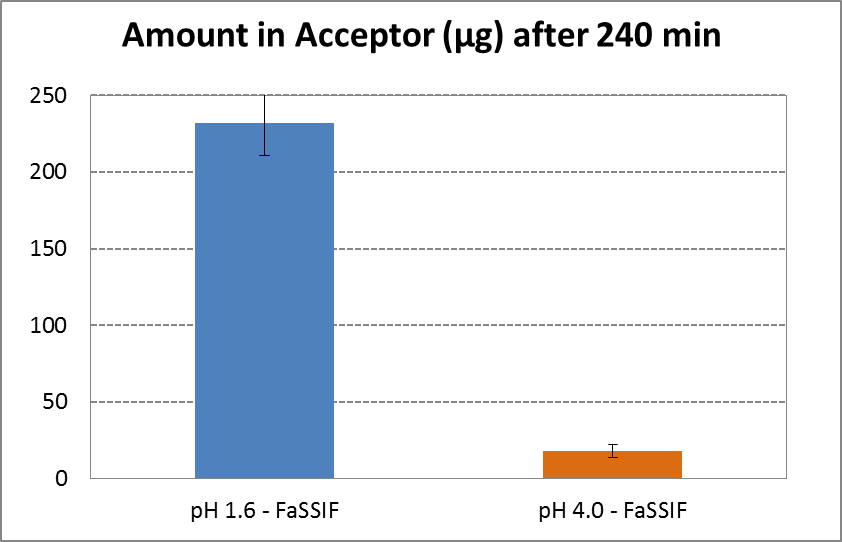 Amount in Acceptor (µg) after 240 min
250
200
150
100
50
0
pH 1.6 - FaSSIF
pH 4.0 - FaSSIF